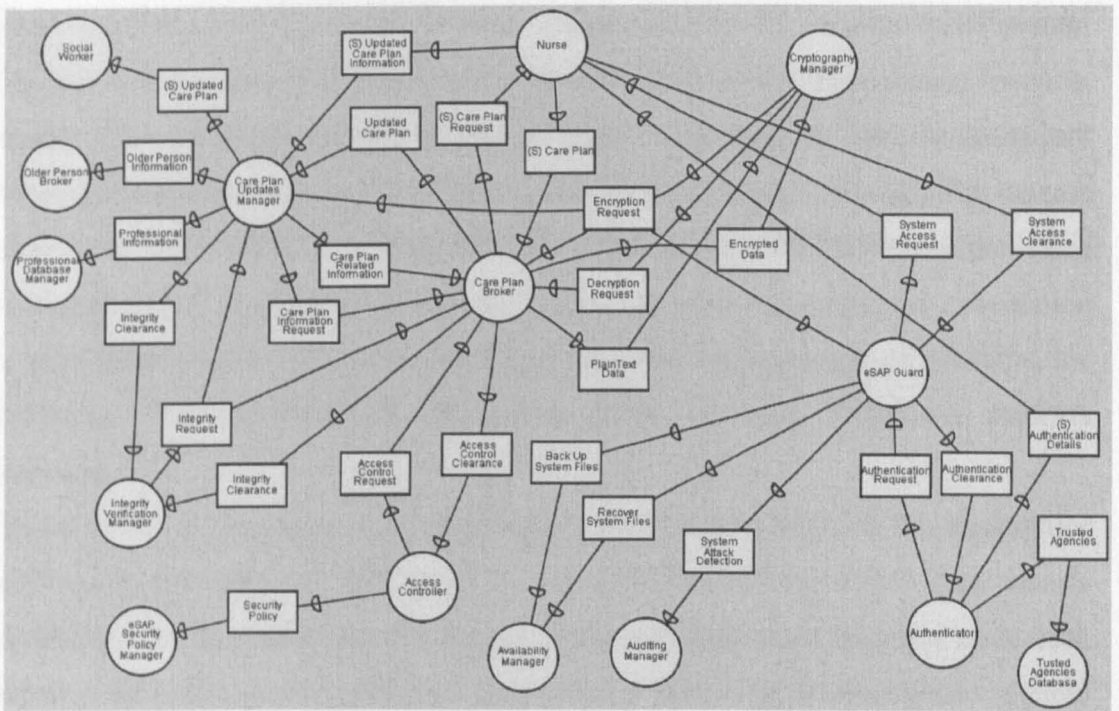 Social
Worker
(S) Updated
Care Plan
Information
Nurse
Cryptography
Manager
(S) Updated
Care Plan
Updated
Care Plan
(S) Care Plan
Request
(S) Care Plan
Older Person
Broker
Older Person
Information
Care Plan
Updates
Manager
Encryption
Request
System
Access
Request
System
Access
Clearance
Professional
Information
Professional
Database
Manager
Care Plan
Related
Information
Care Plan
Broker
Encrypted
Data
Decryption
Request
Integrity
Clearance
Care Plan
Information
Request
PlainText
Data
eSAP Guard
Integrity
Request
Integrity
Clearance
Access
Control
Request
Access
Control
Clearance
Back Up
System Files
Authentication
Request
Authentication
Clearance
(S)
Authentication
Details
Integrity
Verification
Manager
Recover
System Files
System
Attack
Detection
Trusted
Agencies
Access
Controller
Security
Policy
eSAP
Security
Policy
Manager
Availability
Manager
Auditing
Manager
Authenticator
Trusted
Agencies
Database